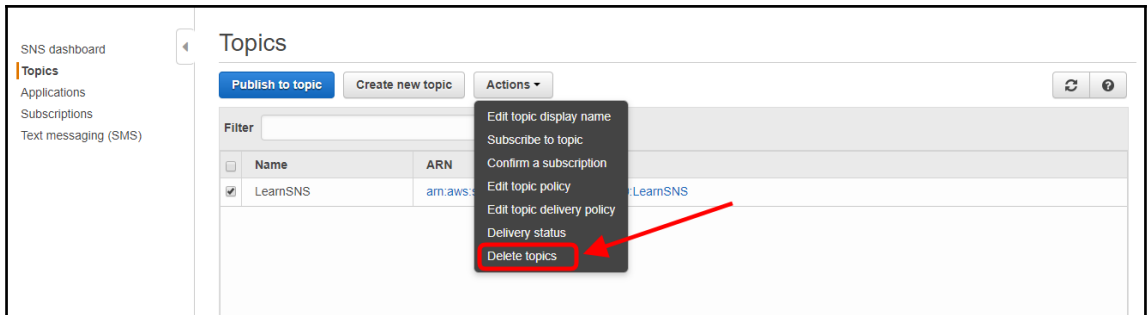 SNS dashboard
Topics
Applications
Subscriptions
Text messaging (SMS)
Topics
Publish to topic
Create new topic
Actions
Filter
Edit topic display name
Subscribe to topic
Confirm a subscription
Edit topic policy
Edit topic delivery policy
Delivery status
Delete topics
Name ARN
LearnSNS arn:aws: :LearnSNS